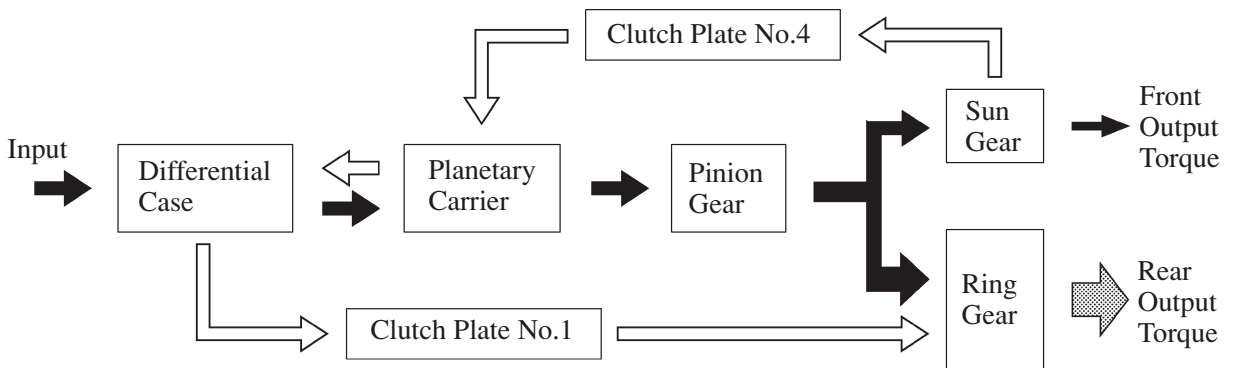 Clutch Plate No.4
Input
Differential
Case
Planetary
Carrier
Pinion
Gear
Sun
Gear
Front
Output
Torque
Ring
Gear
Rear
Output
Torque
Clutch Plate No.1